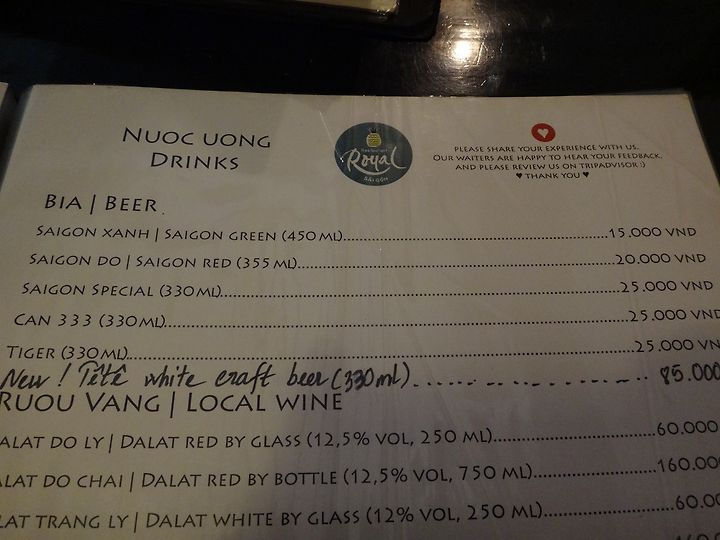 NUOC UONG
DRINKS
Restaurant
Royal
SAIGON
PLEASE SHARE YOUR EXPERIENCE WITH US.
OUR WAITERS ARE HAPPY TO HEAR YOUR FEEDBACK,
AND PLEASE REVIEW US ON TRIPADVISOR :)
♥ THANK YOU ♥
BIA | BEER
SAIGON XANH | SAIGON GREEN (450 ML)....15.000 VND
SAIGON DO | SAIGON RED (355 ML)....20.000 VND
SAIGON SPECIAL (330ML)....25.000 VND
CAN 333 (330ML)....25.000 VND
TIGER (330ML)....25.000 VND
New ! Têtê white craft beer (330ml)....85.000
RUOU VANG | LOCAL WINE
ALAT DO LY | DALAT RED BY GLASS (12,5% VOL, 250 ML)....60.000
ALAT DO CHAI | DALAT RED BY BOTTLE (12,5% VOL, 750 ML)....160.000
LAT TRANG LY | DALAT WHITE BY GLASS (12% VOL, 250 ML)....60.00